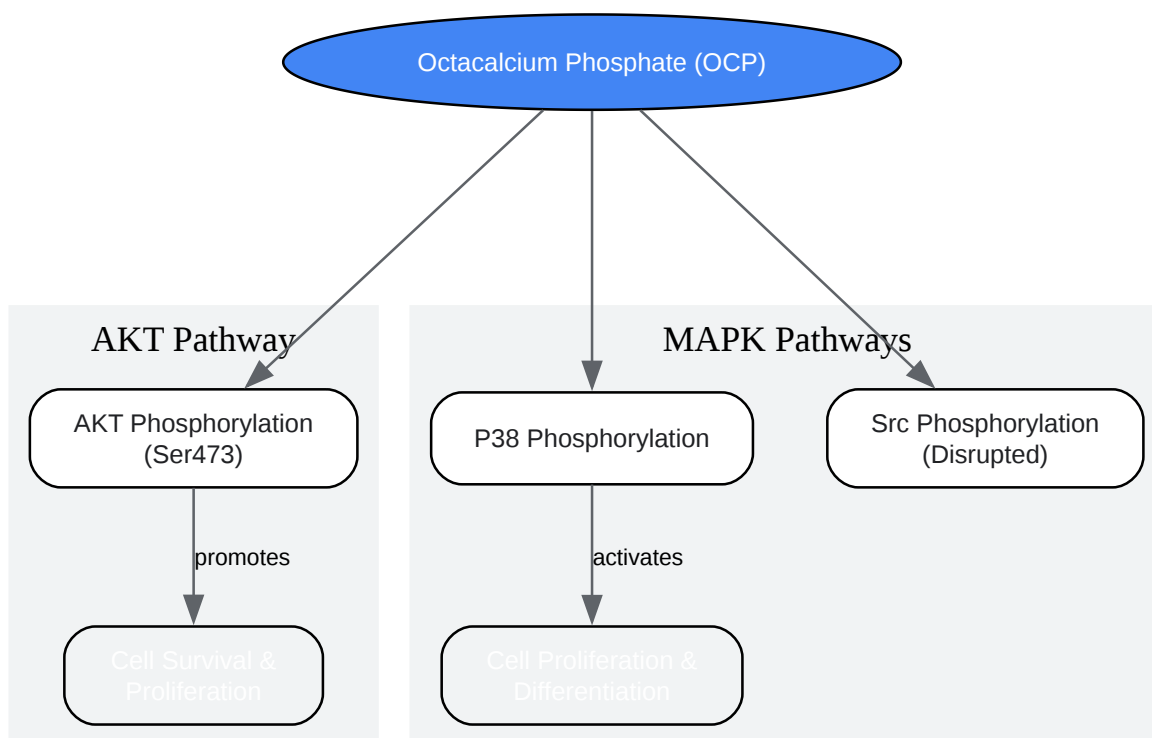 Octacalcium Phosphate (OCP)
AKT Pathway
MAPK Pathways
AKT Phosphorylation
(Ser473)
P38 Phosphorylation
Src Phosphorylation
(Disrupted)
promotes
activates
Cell Survival &
Proliferation
Cell Proliferation &
Differentiation